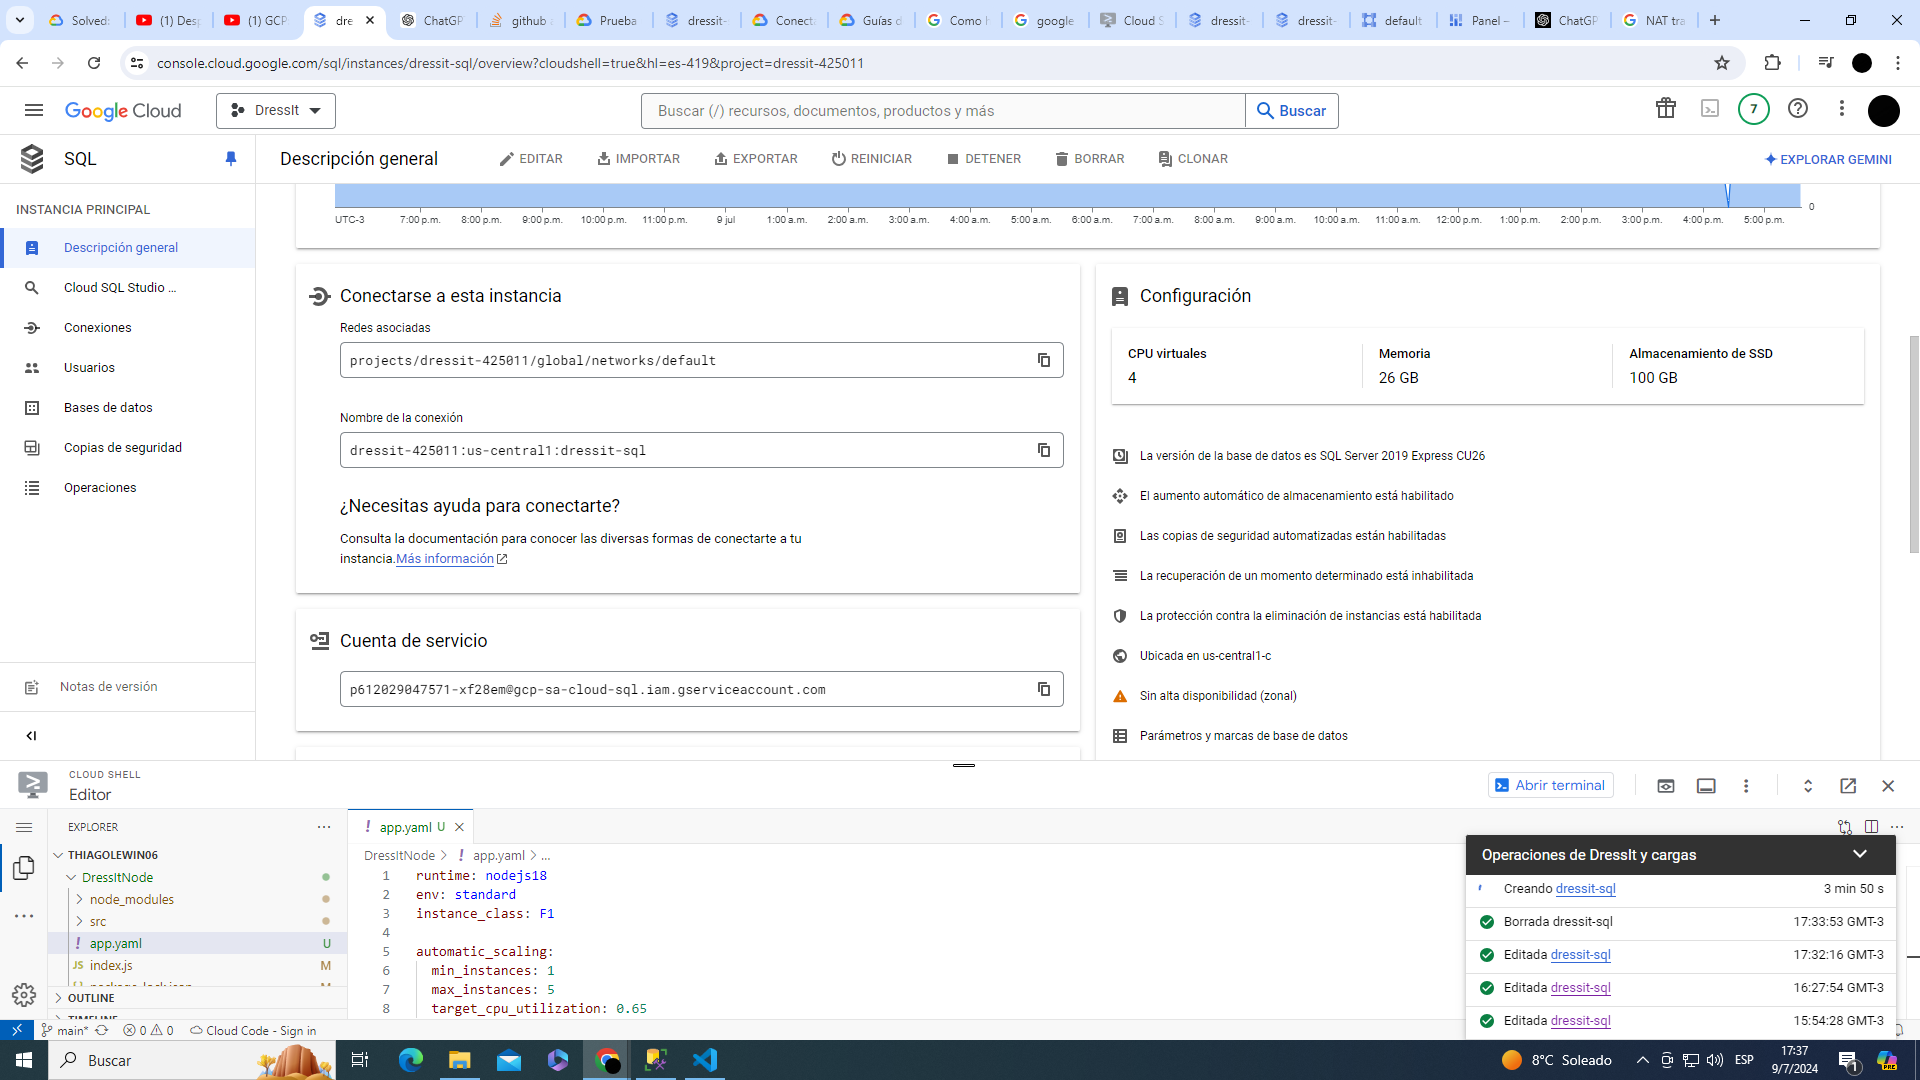 Solved:
(1) Desp
(1) GCP
dre
ChatGP
github
Prueba
dressit-
Conecta
Guías d
Como h
google
Cloud S
dressit-
dressit-
default
Panel –
ChatGP
NAT tra
console.cloud.google.com/sql/instances/dressit-sql/overview?cloudshell=true&hl=es-419&project=dressit-425011
Google Cloud
DressIt
Buscar (/) recursos, documentos, productos y más
Buscar
7
SQL
Descripción general
EDITAR
IMPORTAR
EXPORTAR
REINICIAR
DETENER
BORRAR
CLONAR
EXPLORAR GEMINI
INSTANCIA PRINCIPAL
Descripción general
Cloud SQL Studio ...
Conexiones
Usuarios
Bases de datos
Copias de seguridad
Operaciones
Notas de versión
0
UTC-3 7:00 p.m. 8:00 p.m. 9:00 p.m. 10:00 p.m. 11:00 p.m. 9 jul 1:00 a.m. 2:00 a.m. 3:00 a.m. 4:00 a.m. 5:00 a.m. 6:00 a.m. 7:00 a.m. 8:00 a.m. 9:00 a.m. 10:00 a.m. 11:00 a.m. 12:00 p.m. 1:00 p.m. 2:00 p.m. 3:00 p.m. 4:00 p.m. 5:00 p.m.
Conectarse a esta instancia
Redes asociadas
projects/dressit-425011/global/networks/default
Nombre de la conexión
dressit-425011:us-central1:dressit-sql
¿Necesitas ayuda para conectarte?
Consulta la documentación para conocer las diversas formas de conectarte a tu
instancia.Más información
Cuenta de servicio
p612029047571-xf28em@gcp-sa-cloud-sql.iam.gserviceaccount.com
Configuración
CPU virtuales
4
Memoria
26 GB
Almacenamiento de SSD
100 GB
La versión de la base de datos es SQL Server 2019 Express CU26
El aumento automático de almacenamiento está habilitado
Las copias de seguridad automatizadas están habilitadas
La recuperación de un momento determinado está inhabilitada
La protección contra la eliminación de instancias está habilitada
Ubicada en us-central1-c
Sin alta disponibilidad (zonal)
Parámetros y marcas de base de datos
CLOUD SHELL
Editor
Abrir terminal
EXPLORER
THIAGOLEWIN06
DressItNode
node_modules
src
! app.yaml U
JS index.js M
package-lock.json
OUTLINE
TIMELINE
! app.yaml U
DressItNode > ! app.yaml > ...
1 runtime: nodejs18
2 env: standard
3 instance_class: F1
4
5 automatic_scaling:
6 min_instances: 1
7 max_instances: 5
8 target_cpu_utilization: 0.65
Operaciones de DressIt y cargas
Creando dressit-sql 3 min 50 s
Borrada dressit-sql 17:33:53 GMT-3
Editada dressit-sql 17:32:16 GMT-3
Editada dressit-sql 16:27:54 GMT-3
Editada dressit-sql 15:54:28 GMT-3
main* 0 0 Cloud Code - Sign in
Buscar
8°C Soleado
ESP
17:37
9/7/2024
1
PRE